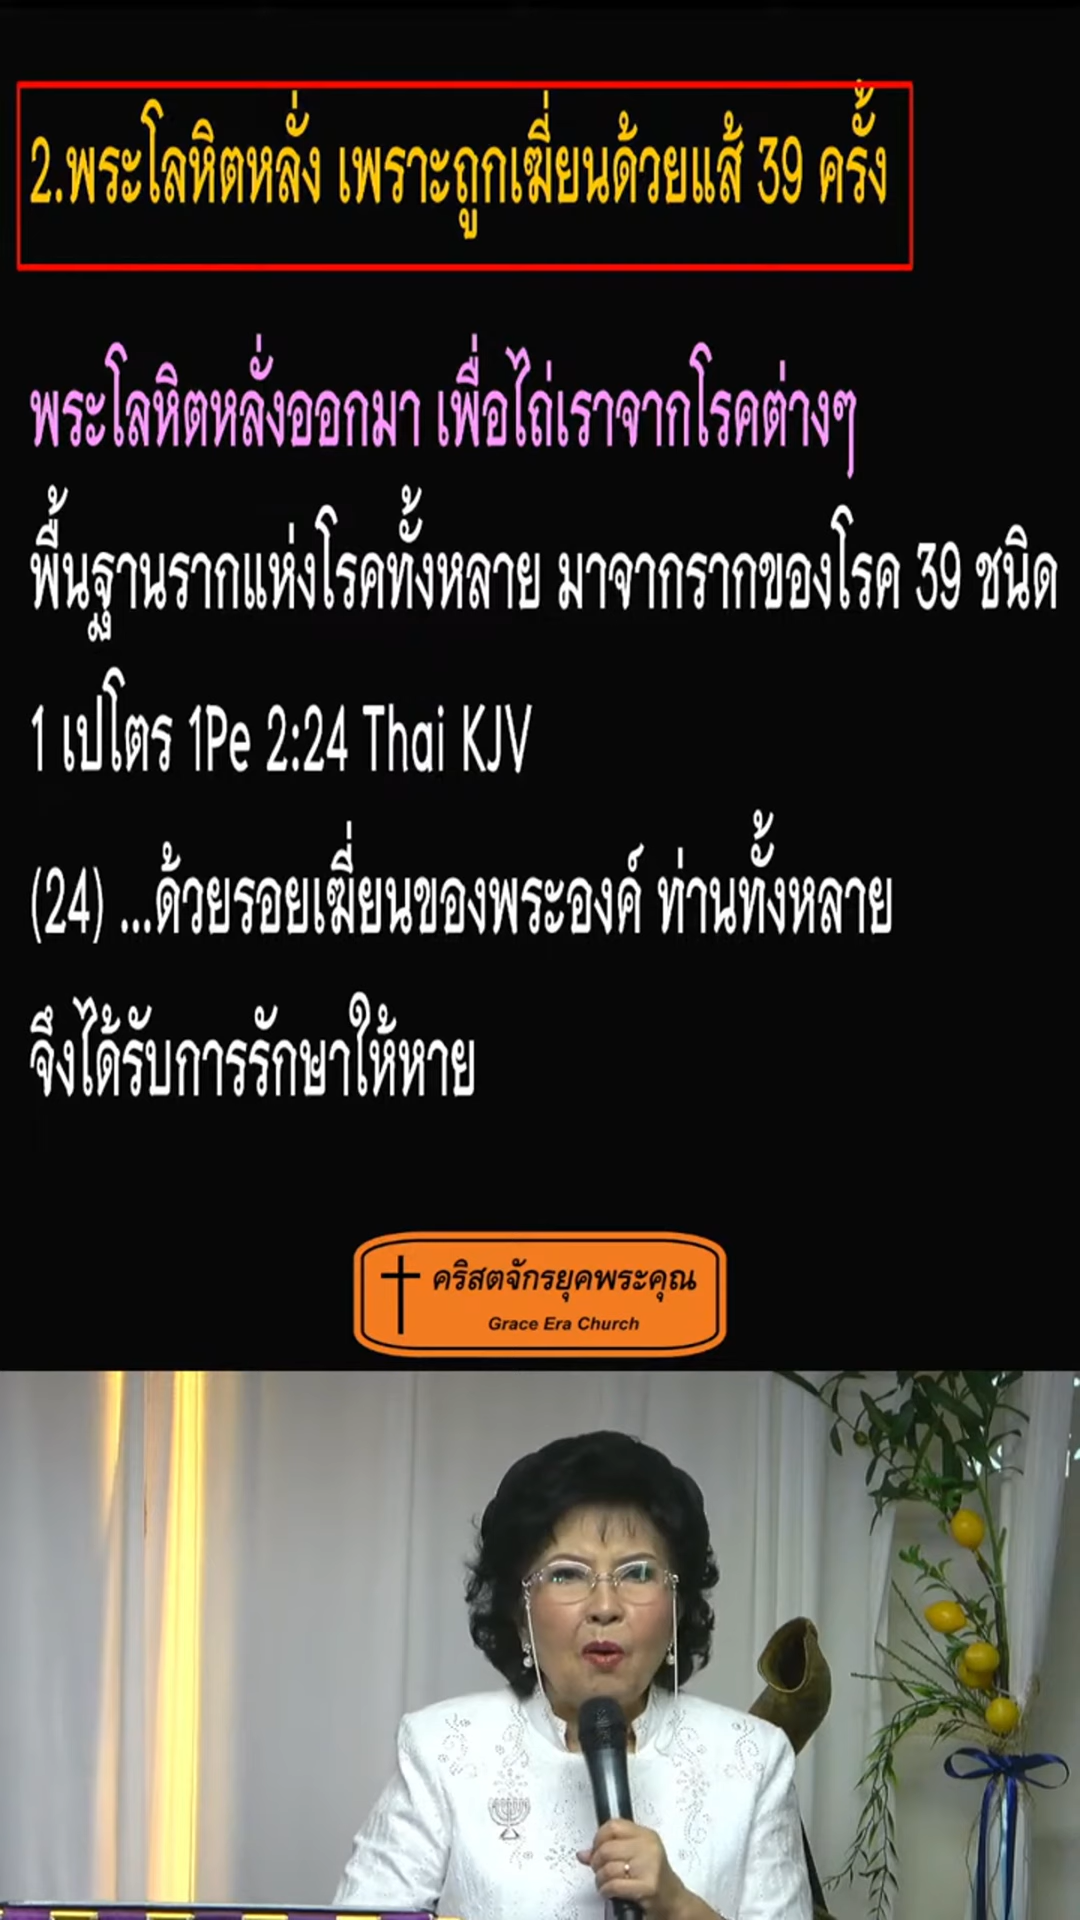 2.พระโลหิตหลั่ง เพราะถูกเฆี่ยนด้วยแส้ 39 ครั้ง
พระโลหิตหลั่งออกมา เพื่อไถ่เราจากโรคต่างๆ
พื้นฐานรากแห่งโรคทั้งหลาย มาจากรากของโรค 39 ชนิด
1 เปโตร 1Pe 2:24 Thai KJV
(24) ...ด้วยรอยเฆี่ยนของพระองค์ ท่านทั้งหลาย
จึงได้รับการรักษาให้หาย
คริสตจักรยุคพระคุณ
Grace Era Church